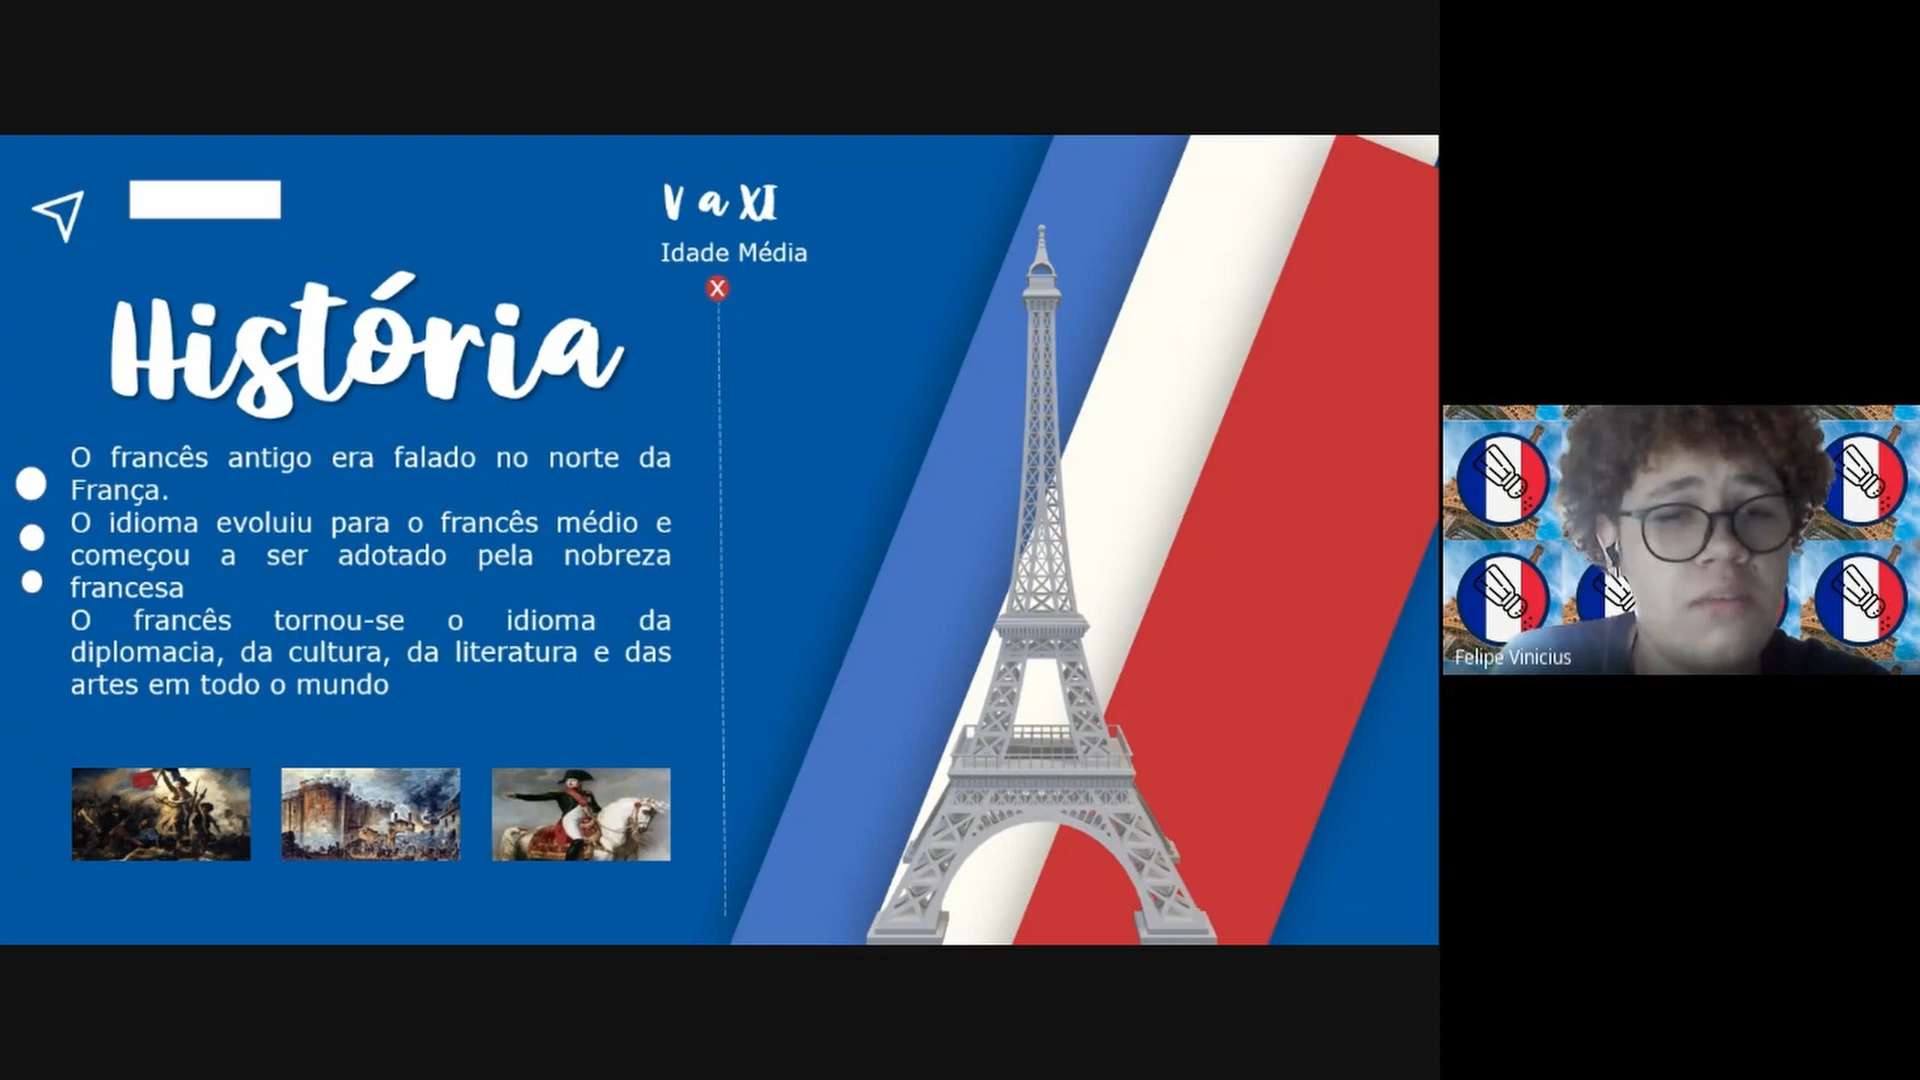 V a XI
Idade Média
X
História
O francês antigo era falado no norte da
França.
O idioma evoluiu para o francês médio e
começou a ser adotado pela nobreza
francesa
O francês tornou-se o idioma da
diplomacia, da cultura, da literatura e das
artes em todo o mundo
Felipe Vinicius